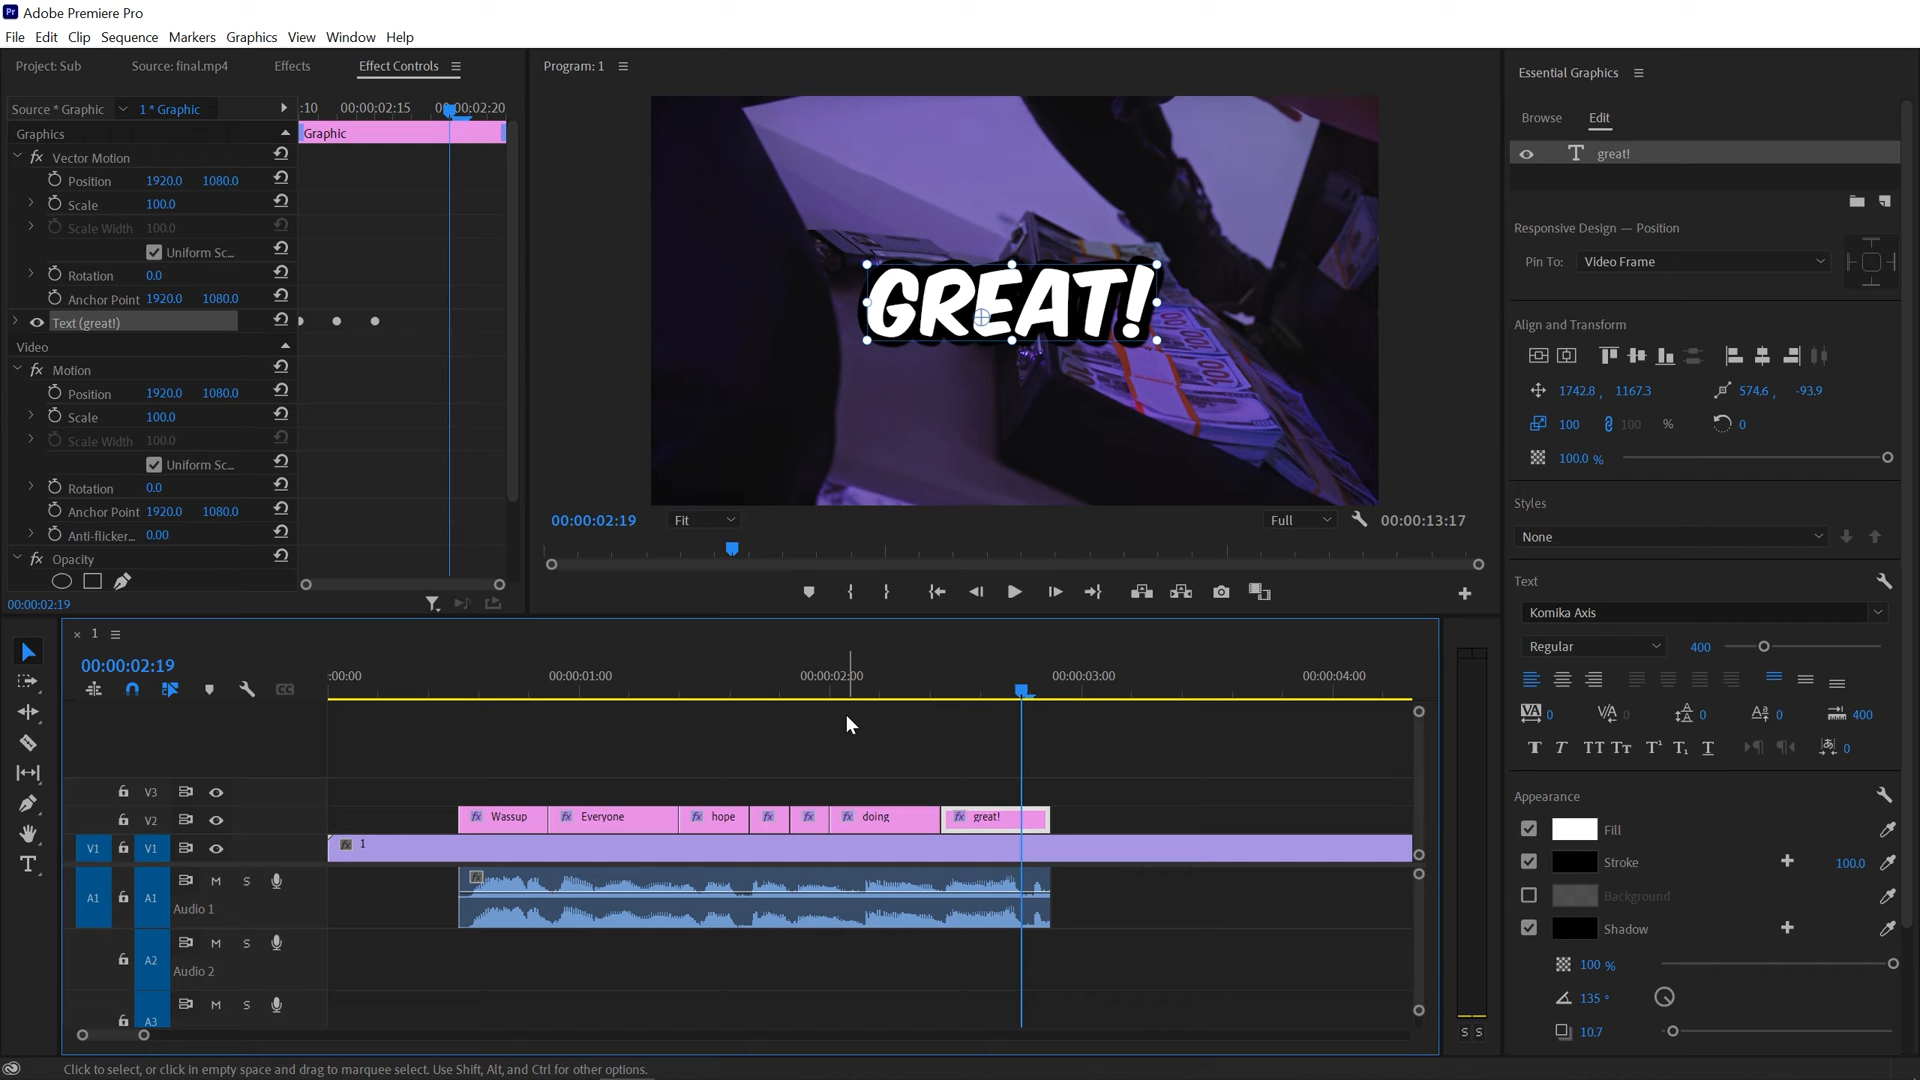 Adobe Premiere Pro
File Edit Clip Sequence Markers Graphics View Window Help
Project: Sub Source: final.mp4 Effects Effect Controls
Source * Graphic 1 * Graphic
:10 00:00:02:15 00:00:02:20
Graphics
Graphic
Vector Motion
Position 1920.0 1080.0
Scale 100.0
Scale Width 100.0
Uniform Sc...
Rotation 0.0
Anchor Point 1920.0 1080.0
Text (great!)
Video
Motion
Position 1920.0 1080.0
Scale 100.0
Scale Width 100.0
Uniform Sc...
Rotation 0.0
Anchor Point 1920.0 1080.0
Anti-flicker... 0.00
Opacity
00:00:02:19
Program: 1
GREAT!
00:00:02:19 Fit Full 00:00:13:17
Essential Graphics
Browse Edit
great!
Responsive Design — Position
Pin To: Video Frame
Align and Transform
1742.8 , 1167.3 574.6 , -93.9
100 100 % 0
100.0 %
Styles
None
Text
Komika Axis
Regular 400
0 0 0 0 400
0
Appearance
Fill
Stroke 100.0
Background
Shadow
100 %
135 °
10.7
1
00:00:02:19
:00:00 00:00:01:00 00:00:02:00 00:00:03:00 00:00:04:00
V3
V2 Wassup Everyone hope doing great!
V1 V1 1
A1 A1 M S
Audio 1
A2 M S
Audio 2
A3 M S
S S
Click to select, or click in empty space and drag to marquee select. Use Shift, Alt, and Ctrl for other options.